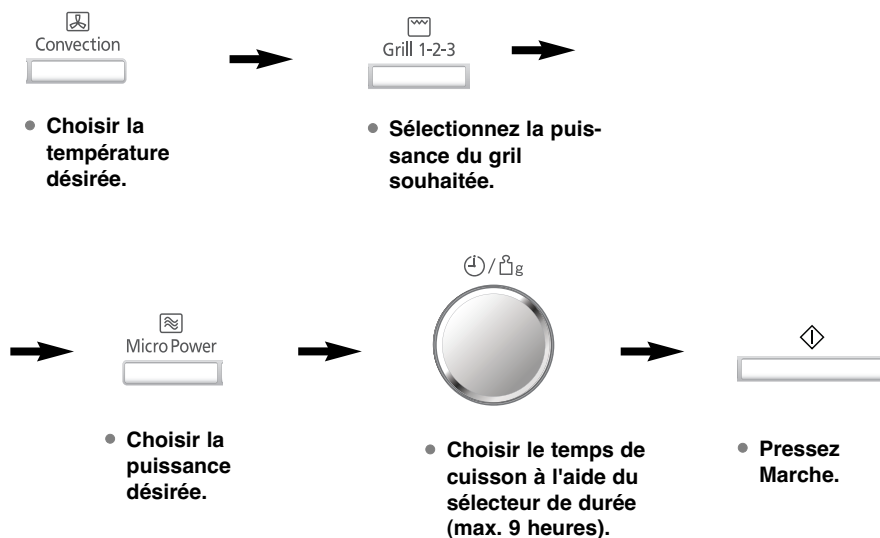 Convection
Grill 1-2-3
• Choisir la
température
désirée.
• Sélectionnez la puis-
sance du gril
souhaitée.
/ g
Micro Power
• Choisir la
puissance
désirée.
• Choisir le temps de
cuisson à l'aide du
sélecteur de durée
(max. 9 heures).
• Pressez
Marche.